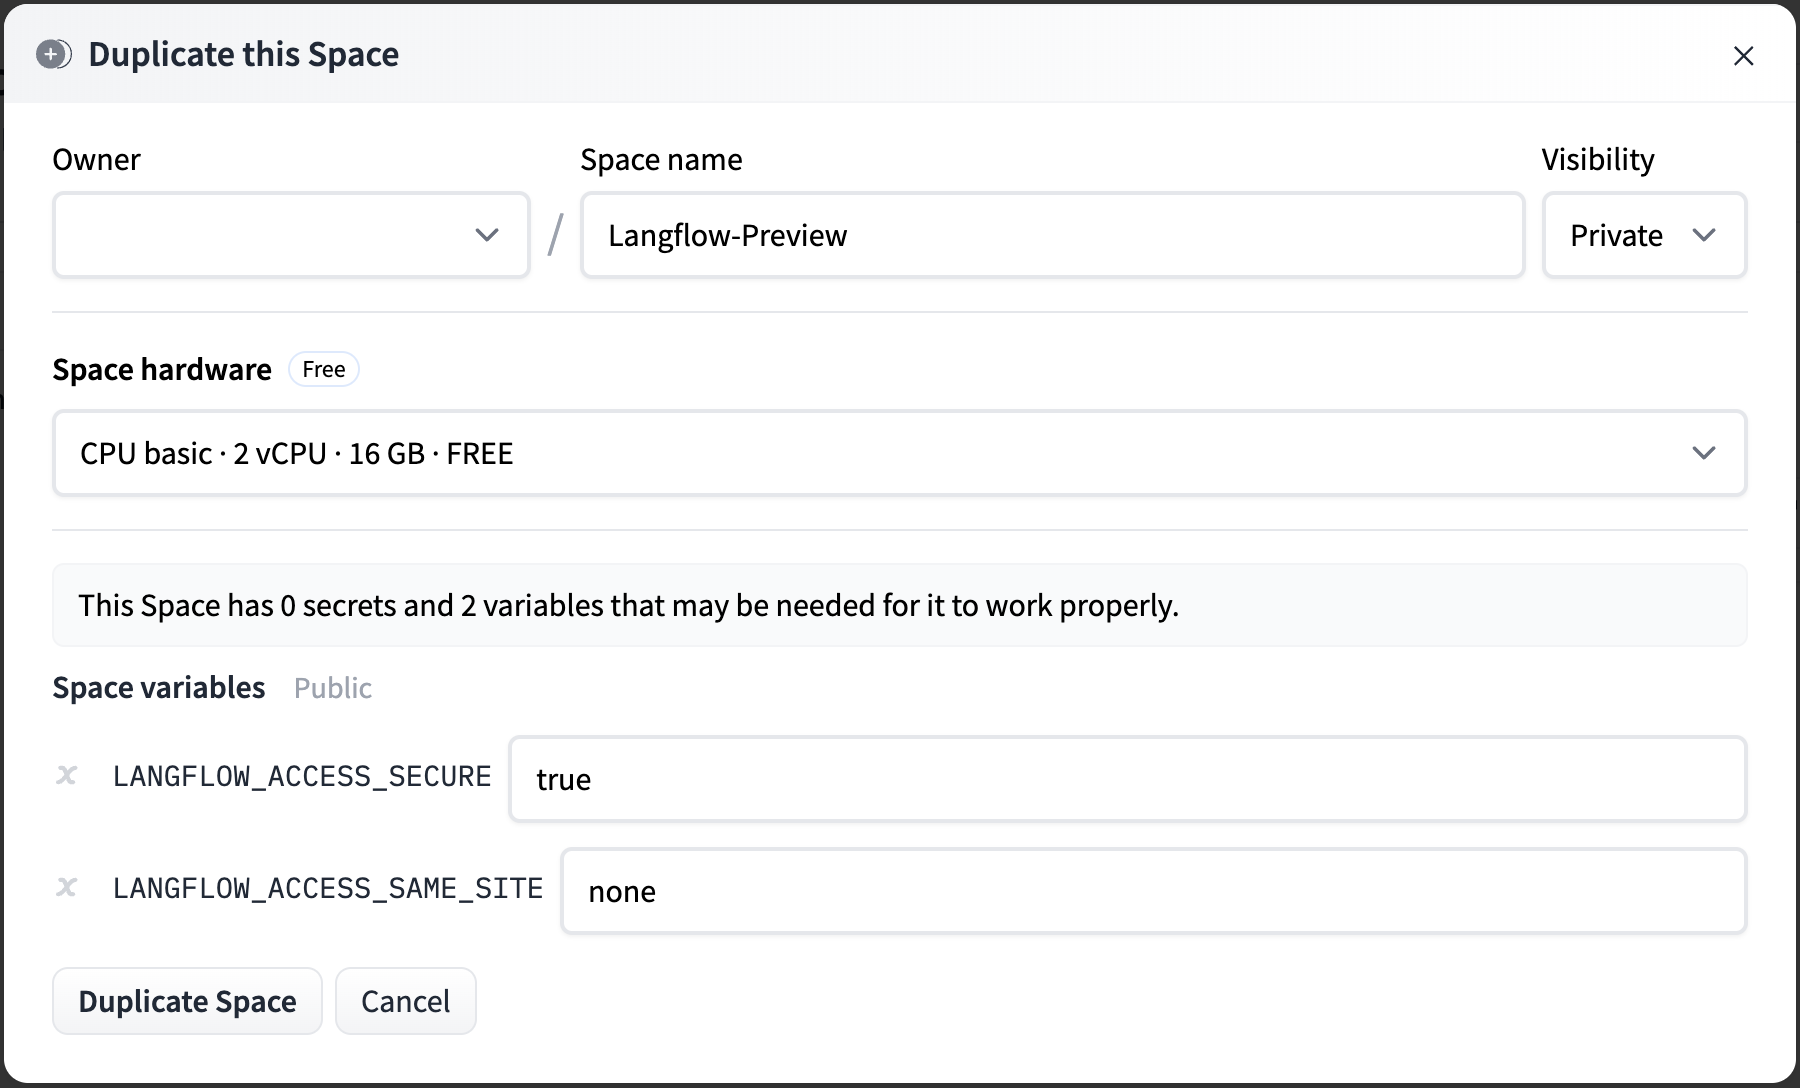 Duplicate this Space
Owner
Space name
Visibility
/
Langflow-Preview
Private
Space hardware Free
CPU basic · 2 vCPU · 16 GB · FREE
This Space has 0 secrets and 2 variables that may be needed for it to work properly.
Space variables Public
LANGFLOW_ACCESS_SECURE true
LANGFLOW_ACCESS_SAME_SITE none
Duplicate Space Cancel